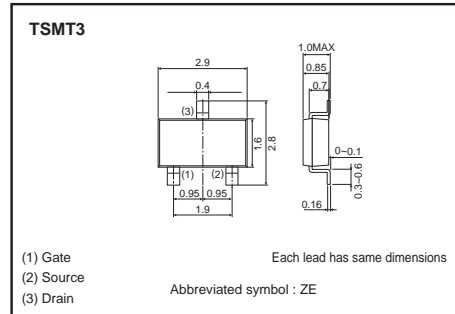 TSMT3
1.0MAX
2.9
0.85
0.4
0.7
(3)
1.6
2.8
0~0.1
(1)
(2)
0.3~0.6
0.95
0.95
0.16
1.9
(1) Gate
Each lead has same dimensions
(2) Source
Abbreviated symbol : ZE
(3) Drain